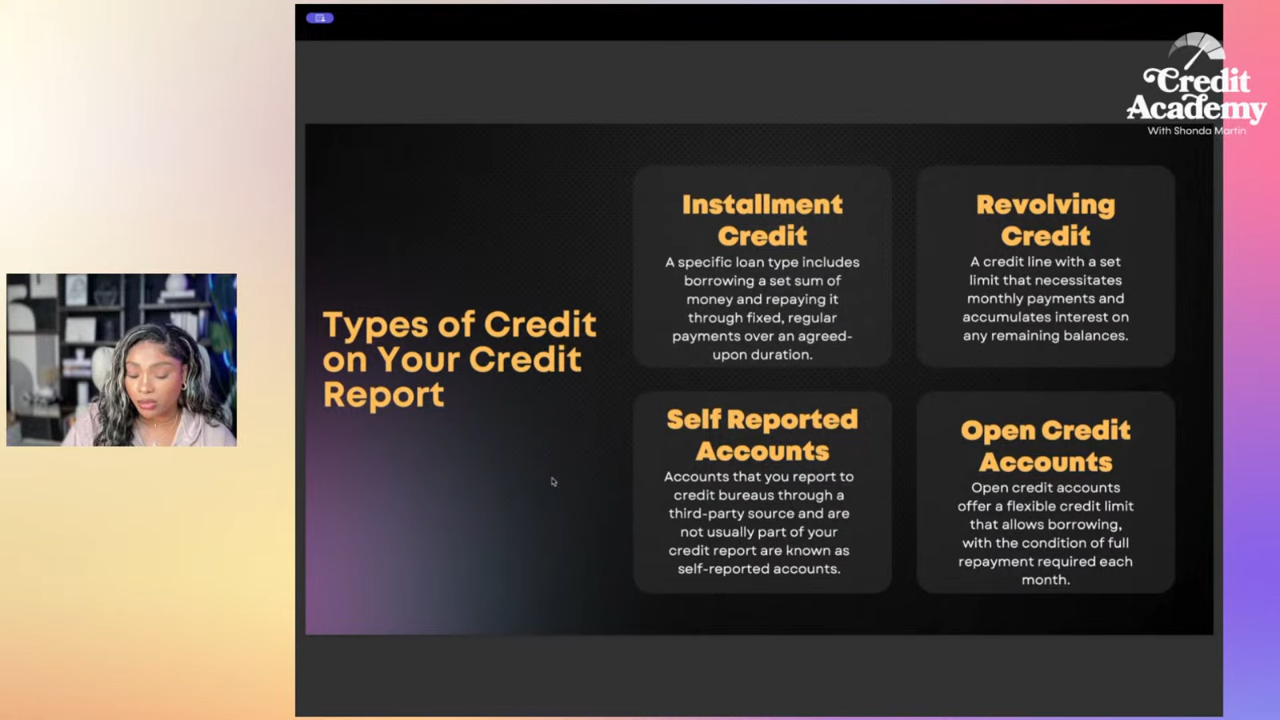 Credit
Academy
With Shonda Martin
Types of Credit
on Your Credit
Report
Installment
Credit
A specific loan type includes
borrowing a set sum of
money and repaying it
through fixed, regular
payments over an agreed-
upon duration.
Revolving
Credit
A credit line with a set
limit that necessitates
monthly payments and
accumulates interest on
any remaining balances.
Self Reported
Accounts
Accounts that you report to
credit bureaus through a
third-party source and are
not usually part of your
credit report are known as
self-reported accounts.
Open Credit
Accounts
Open credit accounts
offer a flexible credit limit
that allows borrowing,
with the condition of full
repayment required each
month.